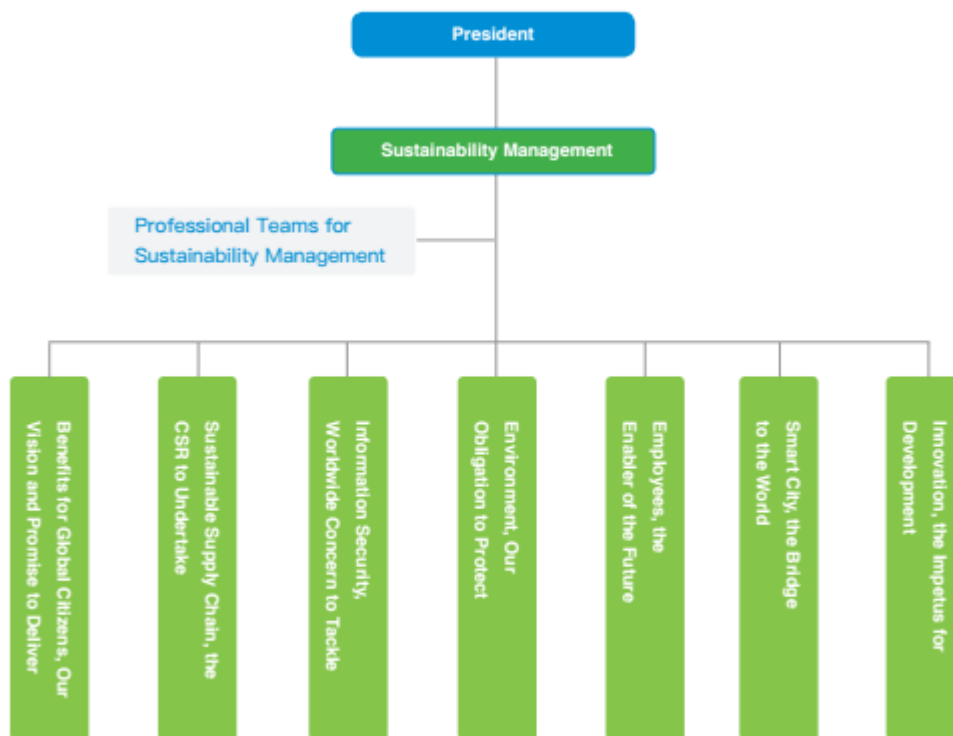 President
Sustainability Management
Professional Teams for
Sustainability Management
Benefits for Global Citizens, Our
Vision and Promise to Deliver
Sustainable Supply Chain, the
CSR to Undertake
Information Security,
Worldwide Concern to Tackle
Environment, Our
Obligation to Protect
Employees, the
Enabler of the Future
Smart City, the Bridge
to the World
Innovation, the Impetus for
Development